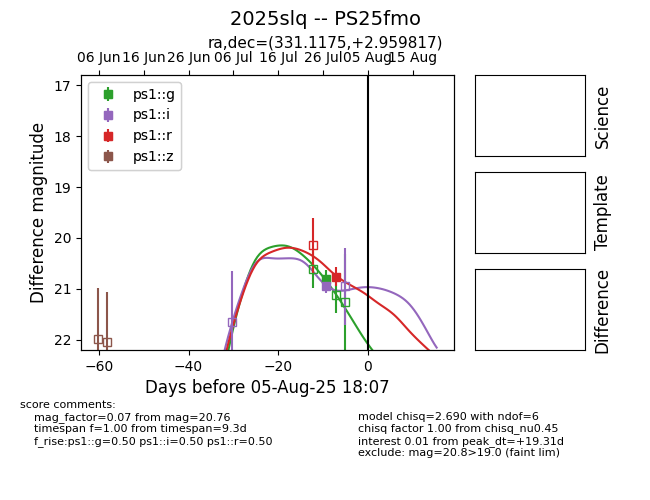 2025slq -- PS25fmo
ra,dec=(331.1175,+2.959817)
06 Jun 16 Jun 26 Jun 06 Jul 16 Jul 26 Jul 05 Aug 15 Aug
17
18
19
20
21
22
Difference magnitude
ps1::g
ps1::i
ps1::r
ps1::z
−60
−40
−20
0
Days before 05-Aug-25 18:07
Science
Template
Difference
score comments:
mag_factor=0.07 from mag=20.76
timespan f=1.00 from timespan=9.3d
f_rise:ps1::g=0.50 ps1::i=0.50 ps1::r=0.50
model chisq=2.690 with ndof=6
chisq factor 1.00 from chisq_nu0.45
interest 0.01 from peak_dt=+19.31d
exclude: mag=20.8>19.0 (faint lim)